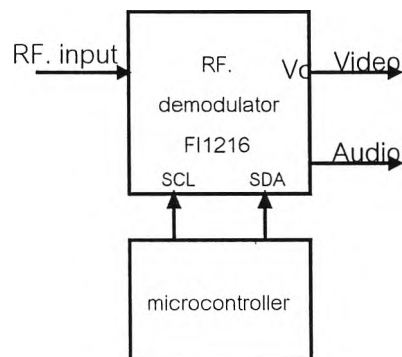 RF. input
RF.
demodulator
FI1216
Vo
Video
Audio
SCL
SDA
microcontroller